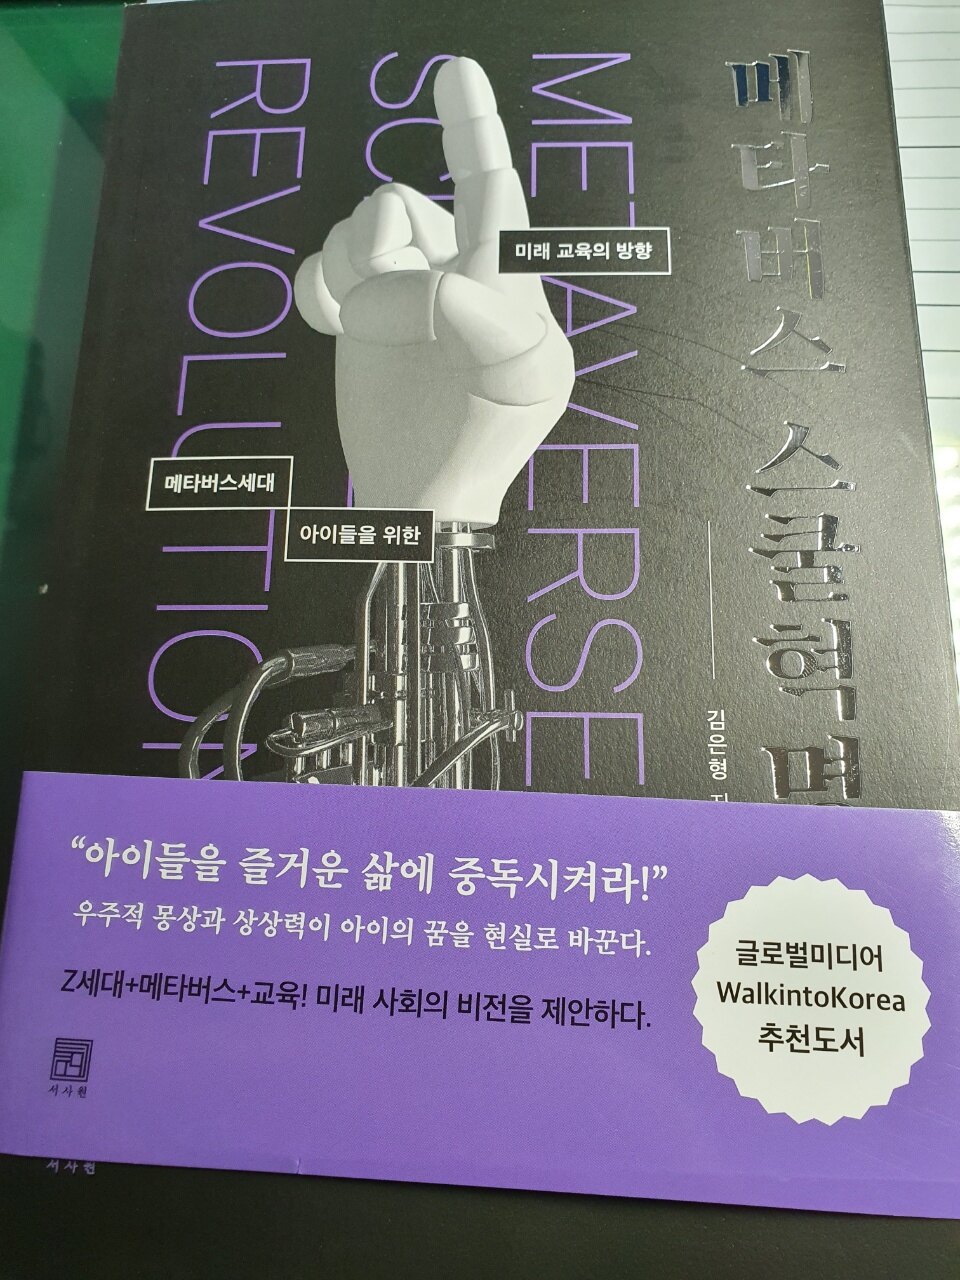 메타버스 스쿨혁명
김은형
METAVERSE
SC
REVOLUTION
미래 교육의 방향
메타버스세대
아이들을 위한
“아이들을 즐거운 삶에 중독시켜라!”
우주적 몽상과 상상력이 아이의 꿈을 현실로 바꾼다.
Z세대+메타버스+교육! 미래 사회의 비전을 제안하다.
글로벌미디어
WalkintoKorea
추천도서
서사원
서사원